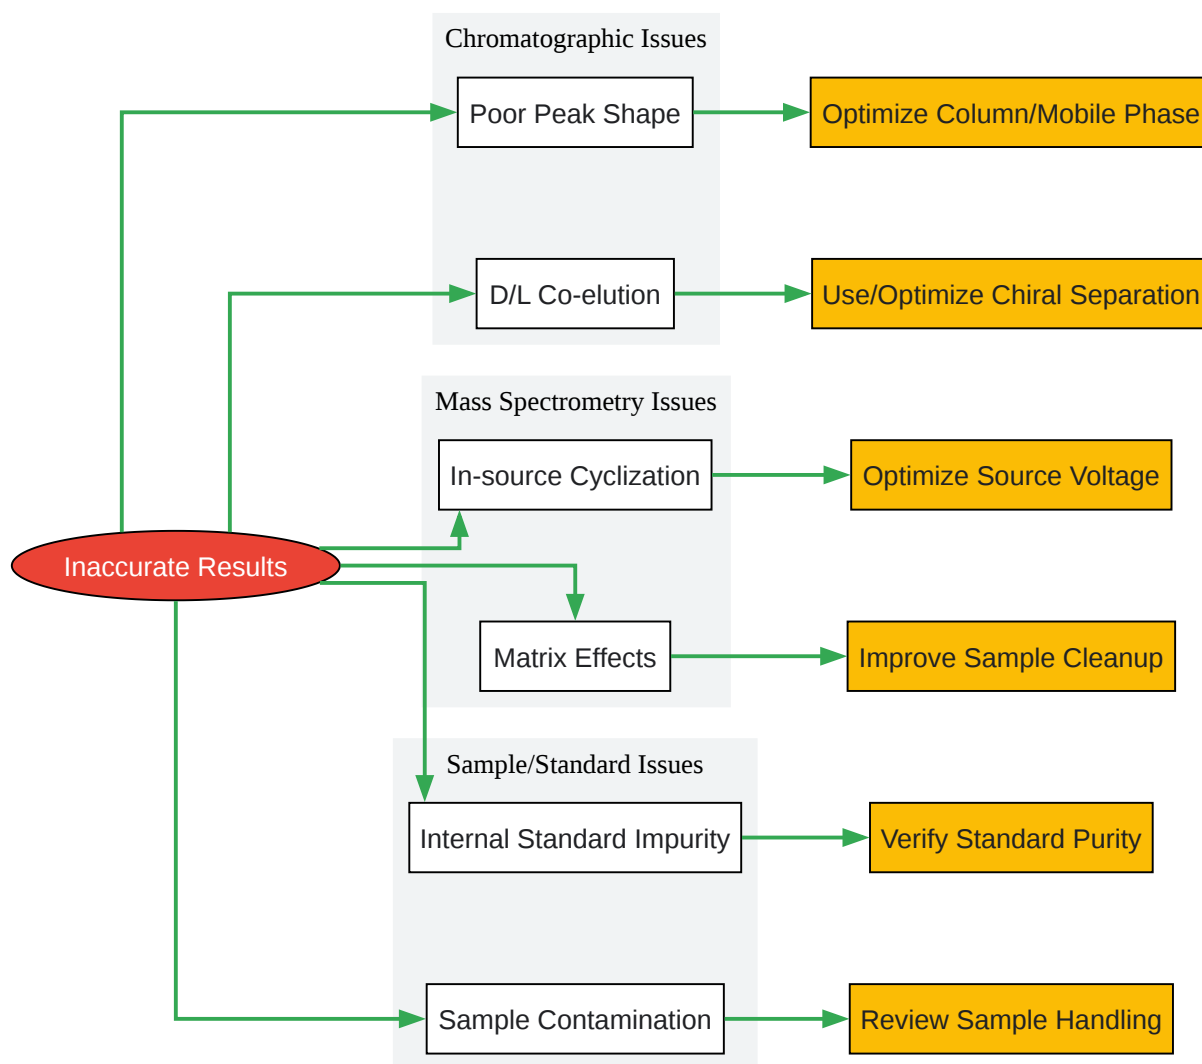 Chromatographic Issues
Poor Peak Shape
Optimize Column/Mobile Phase
D/L Co-elution
Use/Optimize Chiral Separation
Mass Spectrometry Issues
In-source Cyclization
Optimize Source Voltage
Inaccurate Results
Matrix Effects
Improve Sample Cleanup
Sample/Standard Issues
Internal Standard Impurity
Verify Standard Purity
Sample Contamination
Review Sample Handling